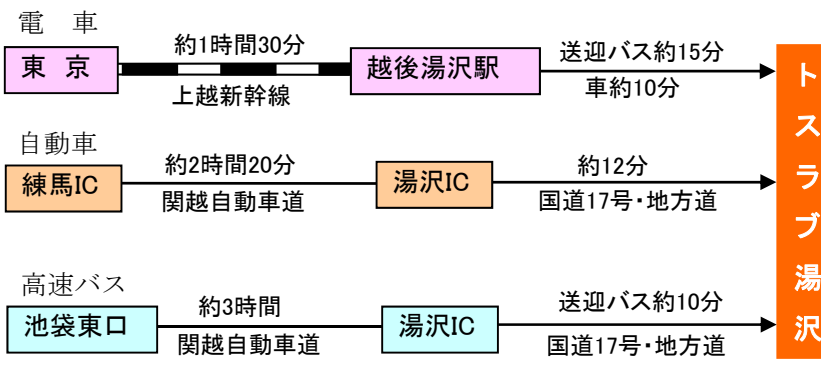 電　車
約1時間30分
東　京
上越新幹線
越後湯沢駅
送迎バス約15分
車約10分
自動車
約2時間20分
練馬IC
関越自動車道
湯沢IC
約12分
国道17号・地方道
高速バス
約3時間
池袋東口
関越自動車道
湯沢IC
送迎バス約10分
国道17号・地方道
トスラブ湯沢